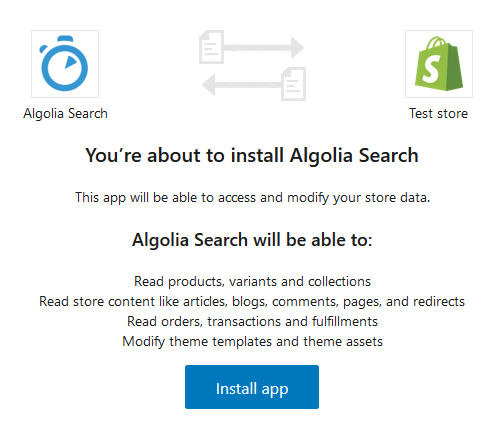 Algolia Search
Test store
You’re about to install Algolia Search
This app will be able to access and modify your store data.
Algolia Search will be able to:
Read products, variants and collections
Read store content like articles, blogs, comments, pages, and redirects
Read orders, transactions and fulfillments
Modify theme templates and theme assets
Install app